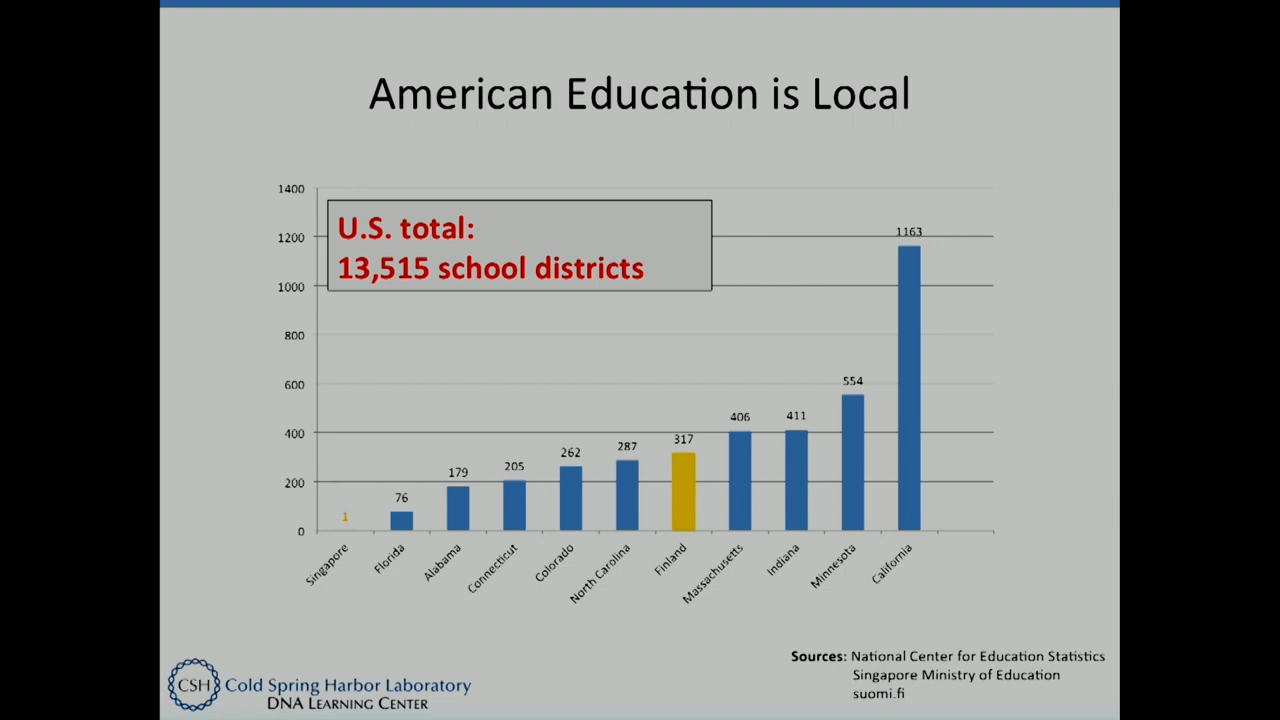 American Education is Local
1400
1200
1000
800
600
400
200
0
U.S. total:
13,515 school districts
1
76
179
205
262
287
317
406
411
554
1163
Singapore
Florida
Alabama
Connecticut
Colorado
North Carolina
Finland
Massachusetts
Indiana
Minnesota
California
Sources: National Center for Education Statistics
Singapore Ministry of Education
suomi.fi
CSH Cold Spring Harbor Laboratory
DNA LEARNING CENTER